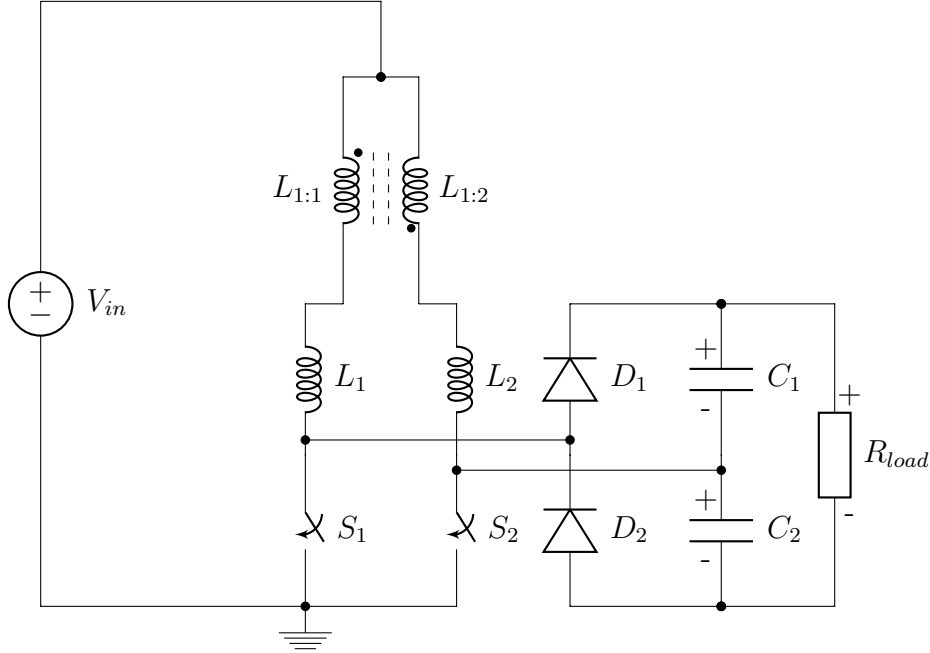 L1:1
L1:2
+
−
Vin
L1
L2
D1
+
-
C1
+
-
Rload
S1
S2
D2
+
-
C2